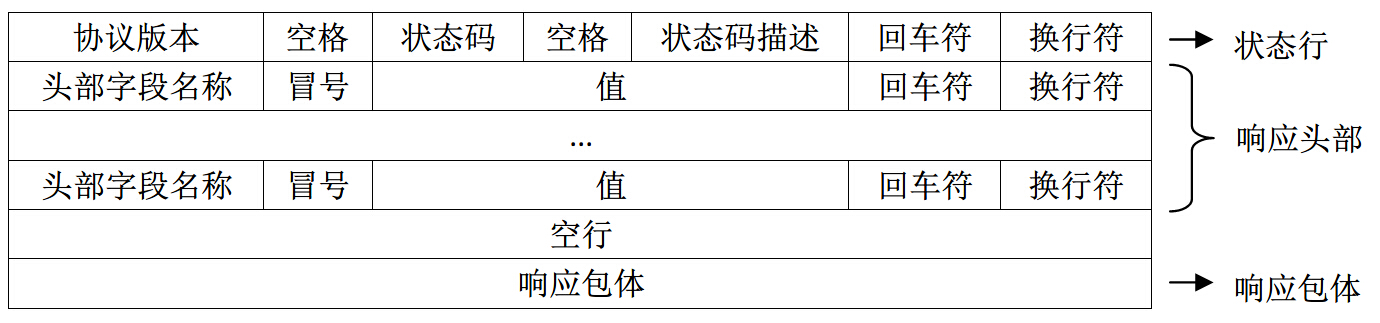 协议版本 空格 状态码 空格 状态码描述 回车符 换行符 状态行
头部字段名称 冒号 值 回车符 换行符
... 响应头部
头部字段名称 冒号 值 回车符 换行符
空行
响应包体 响应包体